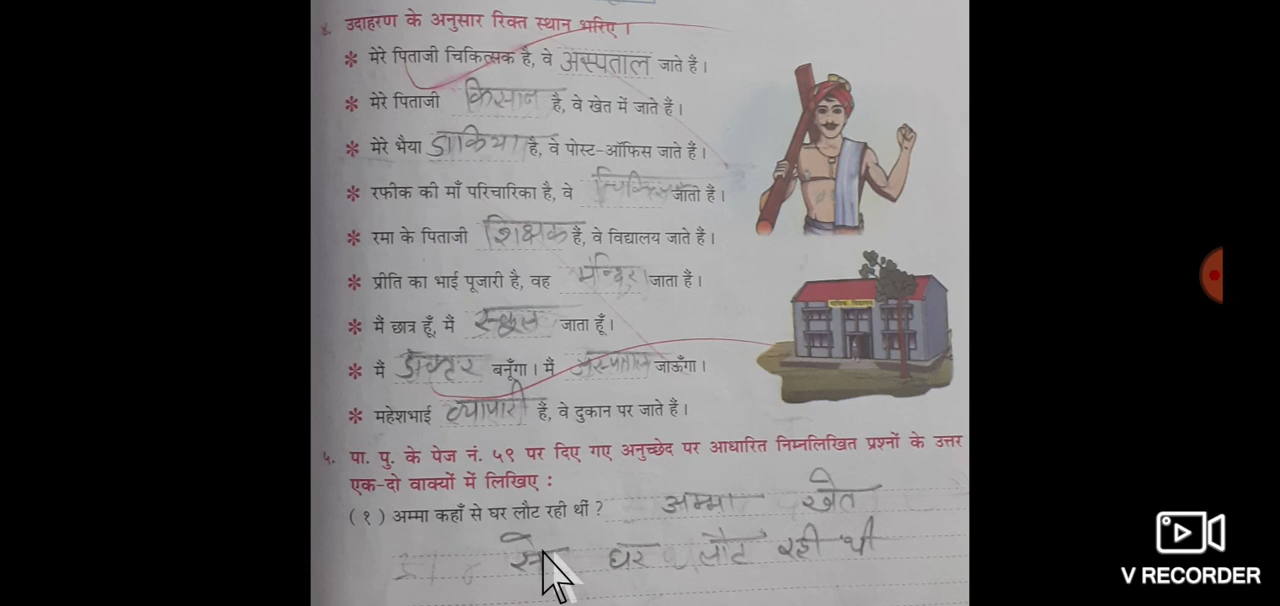 ४. उदाहरण के अनुसार रिक्त स्थान भरिए ।
* मेरे पिताजी चिकित्सक है, वे अस्पताल जाते हैं ।
* मेरे पिताजी किसान है, वे खेत में जाते हैं ।
* मेरे भैया डाकिया है, वे पोस्ट-ऑफिस जाते हैं ।
* रफीक की माँ परिचारिका है, वे जाती है ।
* रमा के पिताजी शिक्षक है, वे विद्यालय जाते हैं ।
* प्रीति का भाई पूजारी है, वह मन्दिर जाता है ।
* मैं छात्र हूँ, मैं स्कूल जाता हूँ ।
* मैं डॉक्टर बनूँगा । मैं अस्पताल जाऊँगा ।
* महेशभाई व्यापारी हैं, वे दुकान पर जाते हैं ।
५. पा. पु. के पेज नं. ५९ पर दिए गए अनुच्छेद पर आधारित निम्नलिखित प्रश्नों के उत्तर
एक-दो वाक्यों में लिखिए :
( १ ) अम्मा कहाँ से घर लौट रही थीं ? अम्मा खेत
से घर लौट रही थी
V RECORDER